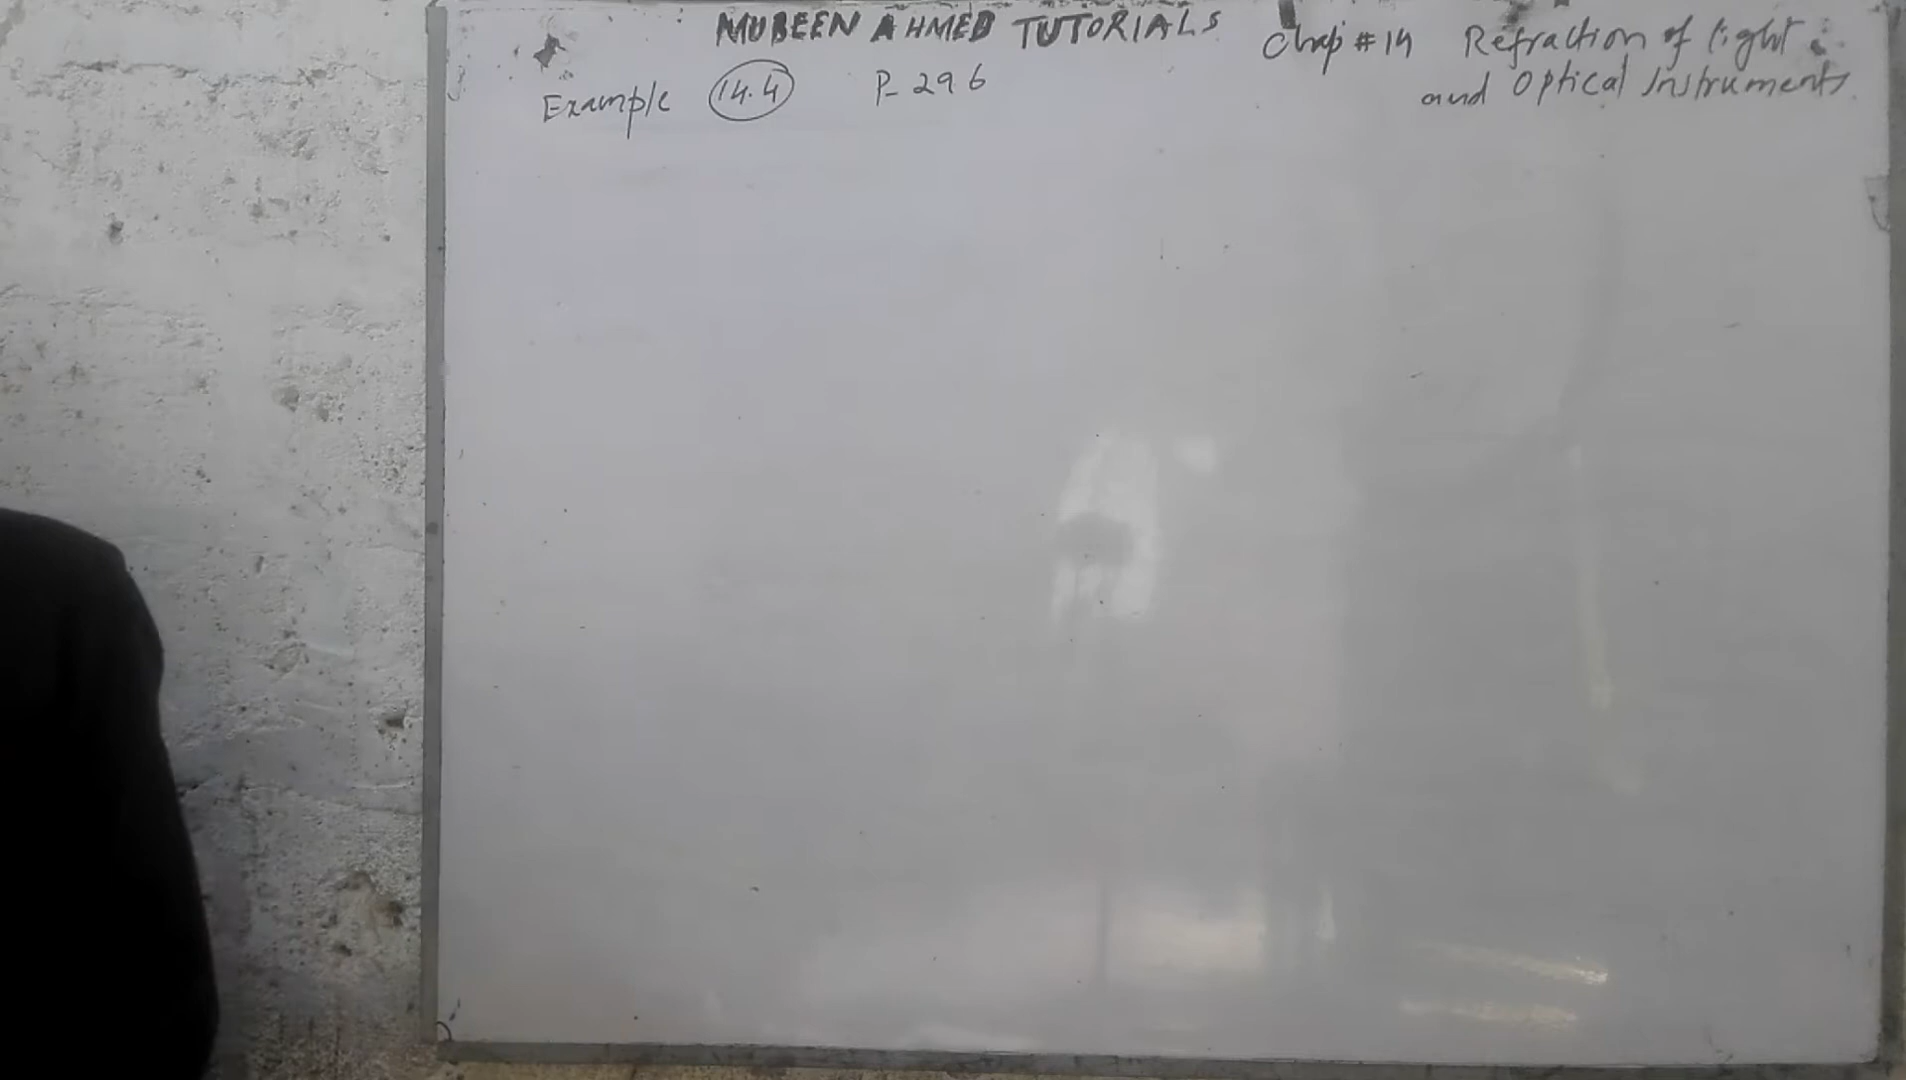 MUBEEN AHMED TUTORIALS
Chap # 14 Refraction of light
and Optical Instruments
Example 14.4 P-296